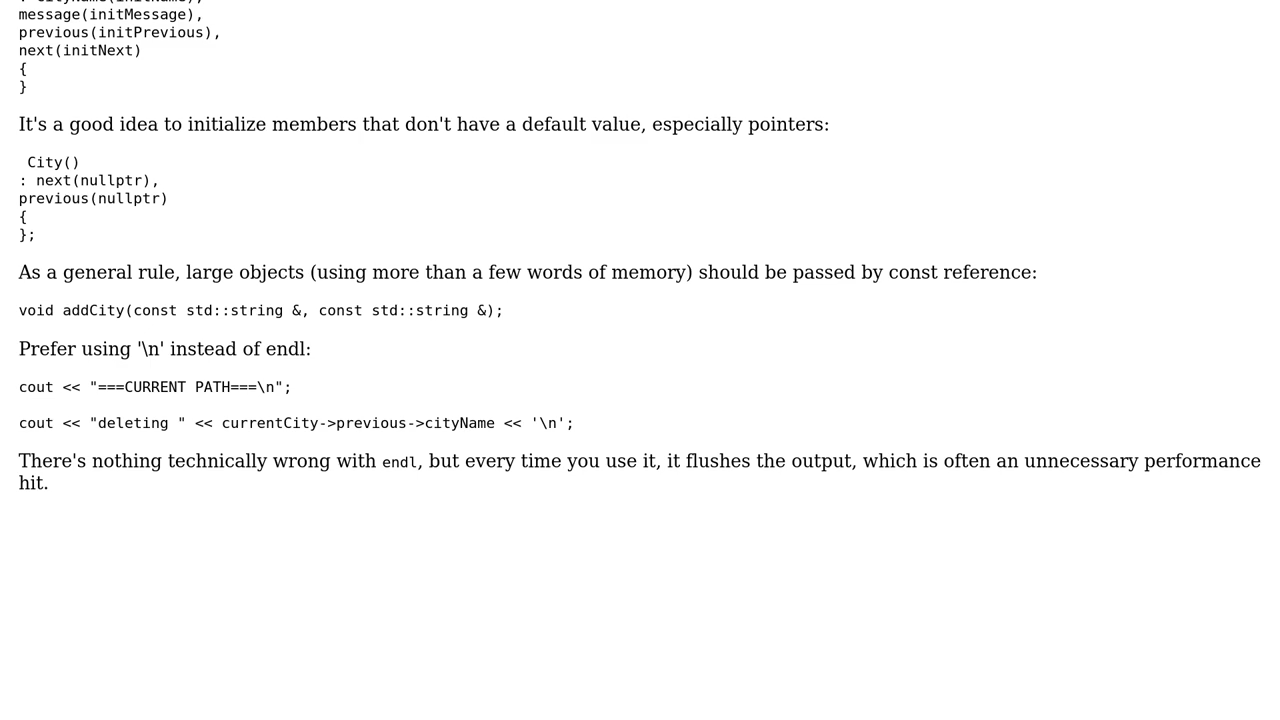 : cityName(initName),
message(initMessage),
previous(initPrevious),
next(initNext)
{
}
It's a good idea to initialize members that don't have a default value, especially pointers:
City()
: next(nullptr),
previous(nullptr)
{
};
As a general rule, large objects (using more than a few words of memory) should be passed by const reference:
void addCity(const std::string &, const std::string &);
Prefer using '\n' instead of endl:
cout << "===CURRENT PATH===\n";
cout << "deleting " << currentCity->previous->cityName << '\n';
There's nothing technically wrong with endl, but every time you use it, it flushes the output, which is often an unnecessary performance
hit.